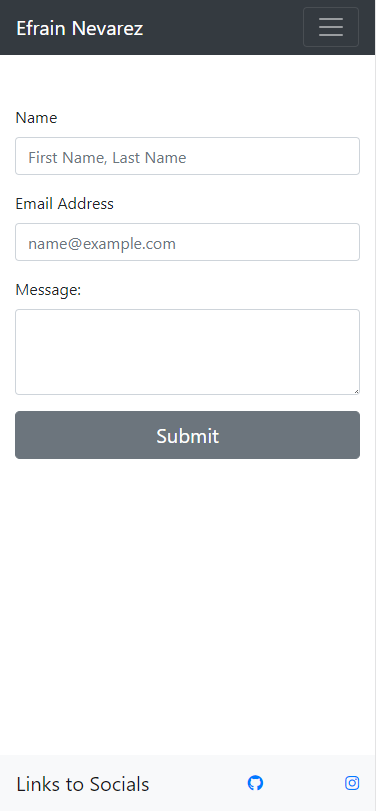 Efrain Nevarez
Name
First Name, Last Name
Email Address
name@example.com
Message:
Submit
Links to Socials